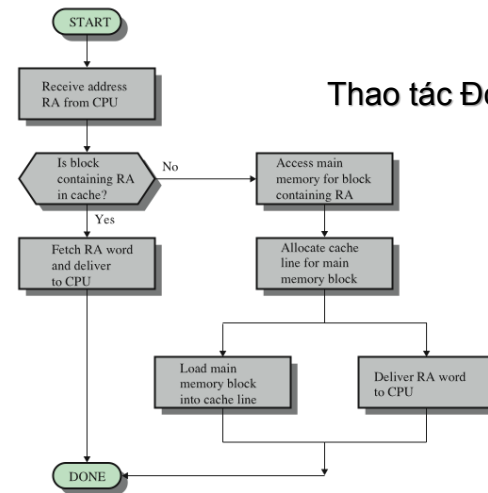 START
Receive address
RA from CPU
Thao tác
Is block
containing RA
in cache?
No
Access main
memory for block
containing RA
Yes
Fetch RA word
and deliver
to CPU
Allocate cache
line for main
memory block
Load main
memory block
into cache line
Deliver RA word
to CPU
DONE